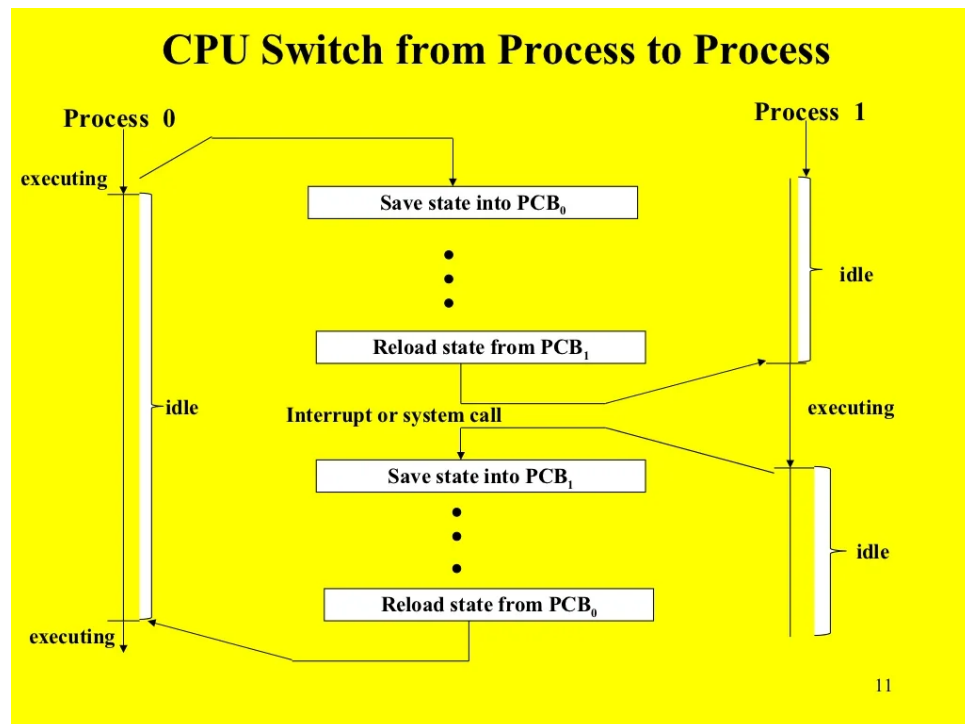 CPU Switch from Process to Process
Process 0
Process 1
executing
Save state into PCB₀
idle
Reload state from PCB₁
idle
executing
Interrupt or system call
Save state into PCB₁
idle
Reload state from PCB₀
executing
11